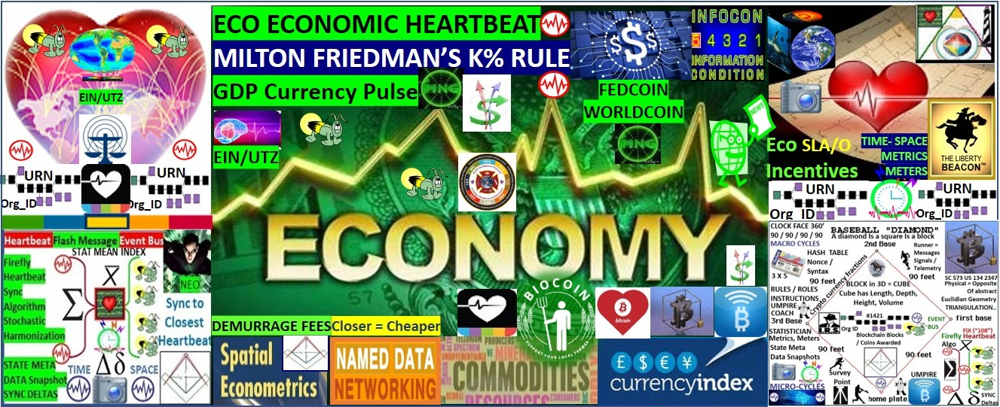 EIN/UTZ
URN
URN
Org_ID
Org_ID
Heartbeat Flash Message Event Bus
STAT MEAN INDEX
Firefly
Heartbeat
Sync
Algorithm
Stochastic
Harmonization
STATE META
DATA Snapshot
SYNC DELTAS
X
Σ
NEO
Sync to
Closest
Heartbeat
Δδ
TIME
SPACE
ECO ECONOMIC HEARTBEAT
MILTON FRIEDMAN'S K% RULE
GDP Currency Pulse
PING
EIN/UTZ
FEDCOIN
WORLDCOIN
PING
NEWS
INFOCON
5 4 3 2 1
INFORMATION
CONDITION
ECONOMY
DEMURRAGE FEES
Closer = Cheaper
Spatial
Econometrics
NAMED DATA
NETWORKING
BIOCOIN
SUPPORT YOUR LOCAL FARMER
bitcoin
PRODUCERS
COMMODITIES
GLOBAL
RESOURCES
CONSUMERS
£ $ € ¥
currencyindex
Eco SLA/O
Incentives
TIME- SPACE
METRICS
METERS
THE LIBERTY
BEACON™
URN
URN
Org_ID
Org_ID
CLOCK FACE 360'
90 / 90 / 90 / 90
MACRO CYCLES
BASEBALL "DIAMOND"
A diamond Is a square Is a block
2nd Base
HASH TABLE
Nonce /
Syntax
90 feet
3 X 5
Runner =
Messages
Signals /
Telemetry
90 feet
SC 573 US 134 2347
Physical = Opposite
Of abstract
Euclidian Geometry
TRIANGULATION..
first base
Crypto currency fractions
BLOCK in 3D = CUBE
Cube has Length, Depth,
Height, Volume
RULES / ROLES
INSTRUCTIONS
UMPIRE
COACH
3rd Base
I.R.S
#1421
Org ID
EVENT
BUS
Blockchain Blocks
/ Coins Awarded
STATISTICIAN
Metrics, Meters
State Meta
Data Snapshots
90 feet
90 feet
FIX {"108"}
Firefly Heartbeat
Algo
X
Σ
Survey
Point
UMPIRE
MICRO-CYCLES
home plate
Δ δ
SYNC
Deltas